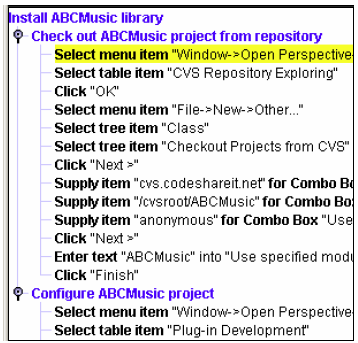 Install ABCMusic library
Check out ABCMusic project from repository
Select menu item "Window->Open Perspective-
Select table item "CVS Repository Exploring"
Click "OK"
Select menu item "File->New->Other..."
Select tree item "Class"
Select tree item "Checkout Projects from CVS"
Click "Next >"
Supply item "cvs.codeshareit.net" for Combo Bo
Supply item "/cvsroot/ABCMusic" for Combo Bo
Supply item "anonymous" for Combo Box "Use
Click "Next >"
Enter text "ABCMusic" into "Use specified modu
Click "Finish"
Configure ABCMusic project
Select menu item "Window->Open Perspective-
Select table item "Plug-in Development"